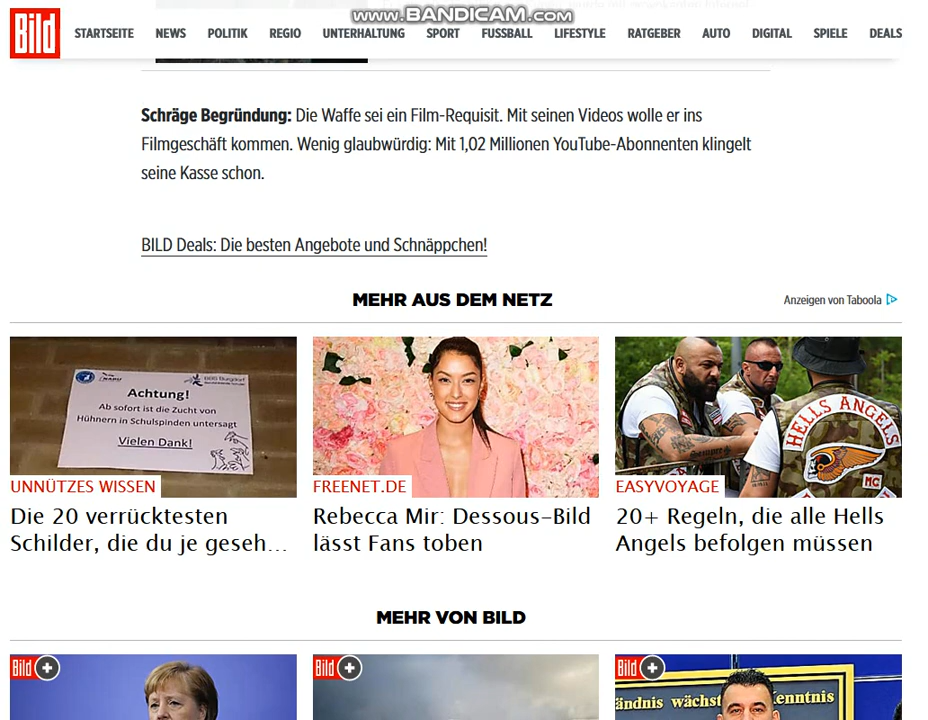 www.BANDICAM.com
Bild
STARTSEITE NEWS POLITIK REGIO UNTERHALTUNG SPORT FUSSBALL LIFESTYLE RATGEBER AUTO DIGITAL SPIELE DEALS
Schräge Begründung: Die Waffe sei ein Film-Requisit. Mit seinen Videos wolle er ins
Filmgeschäft kommen. Wenig glaubwürdig: Mit 1,02 Millionen YouTube-Abonnenten klingelt
seine Kasse schon.
BILD Deals: Die besten Angebote und Schnäppchen!
MEHR AUS DEM NETZ
Anzeigen von Taboola
NABU
BBS Burgdorf
Achtung!
Ab sofort ist die Zucht von
Hühnern in Schulspinden untersagt
Vielen Dank!
HELLS ANGELS
MC
UNNÜTZES WISSEN
Die 20 verrücktesten
Schilder, die du je geseh...
FREENET.DE
Rebecca Mir: Dessous-Bild
lässt Fans toben
EASYVOYAGE
20+ Regeln, die alle Hells
Angels befolgen müssen
MEHR VON BILD
Bild +
Bild +
Bild +
ändnis wächst
enntnis